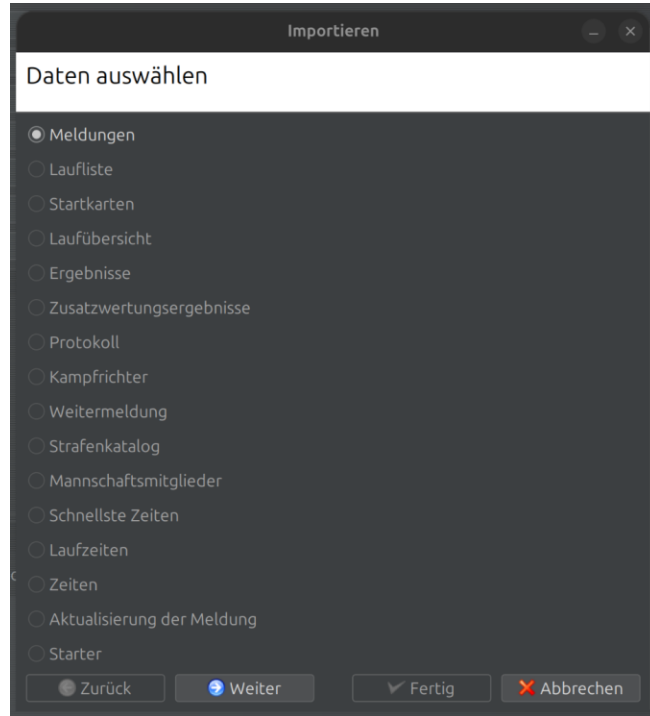 Importieren
Daten auswählen
Meldungen
Laufliste
Startkarten
Laufübersicht
Ergebnisse
Zusatzwertungsergebnisse
Protokoll
Kampfrichter
Weitermeldung
Strafenkatalog
Mannschaftsmitglieder
Schnellste Zeiten
Laufzeiten
Zeiten
Aktualisierung der Meldung
Starter
Zurück Weiter Fertig Abbrechen